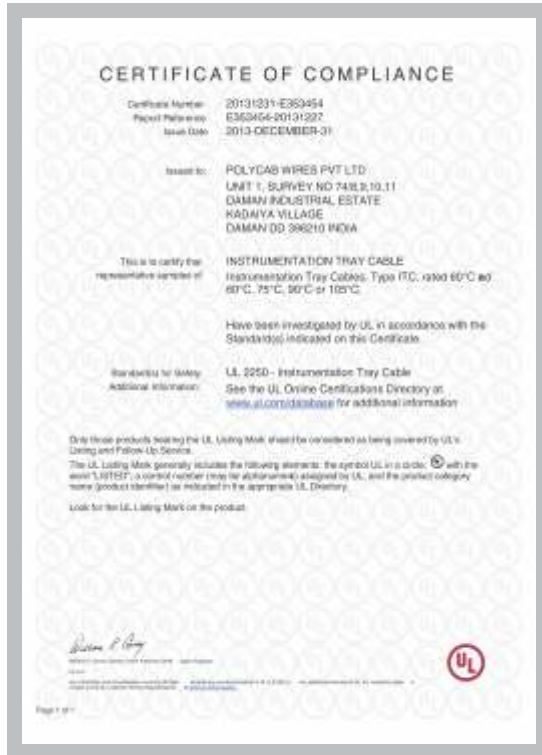 CERTIFICATE OF COMPLIANCE
Certificate Number 20131231-E353454
Report Reference E353454-20131227
Issue Date 2013-DECEMBER-31
Issued to: POLYCAB WIRES PVT LTD
UNIT 1, SURVEY NO 74/8,9,10,11
DAMAN INDUSTRIAL ESTATE
KADAIYA VILLAGE
DAMAN DD 396210 INDIA
This is to certify that INSTRUMENTATION TRAY CABLE
representative samples of Instrumentation Tray Cables, Type ITC, rated 60°C
60°C, 75°C, 90°C or 105°C.
Have been investigated by UL in accordance with the
Standard(s) indicated on this Certificate.
Standard(s) for Safety: UL 2250 - Instrumentation Tray Cable
Additional Information: See the UL Online Certifications Directory at
www.ul.com/database for additional information
Only those products bearing the UL Listing Mark should be considered as being covered by UL's
Listing and Follow-Up Service.
The UL Listing Mark generally includes the following elements: the symbol UL in a circle: UL with the
word "LISTED"; a control number (may be alphanumeric) assigned by UL; and the product category
name (product identifier) as indicated in the appropriate UL Directory.
Look for the UL Listing Mark on the product.
UL
Page 1 of 1